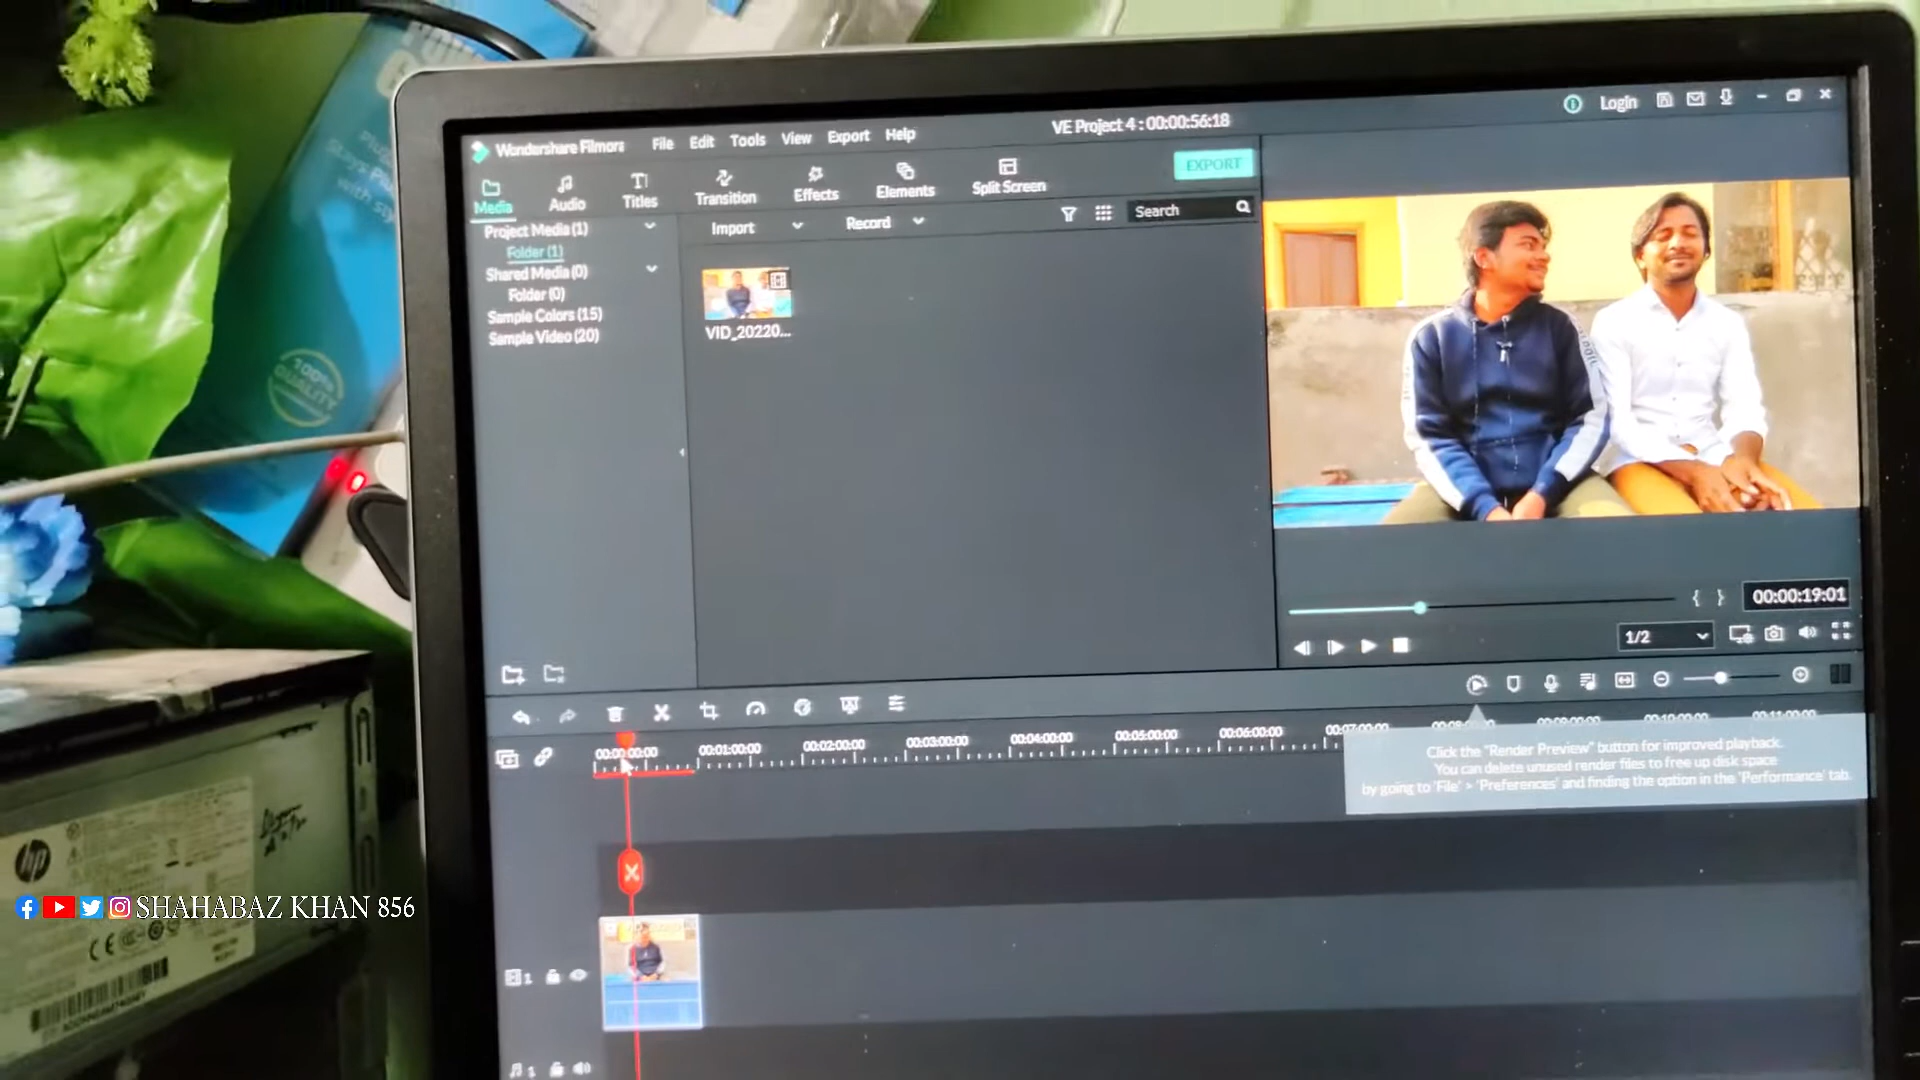 VE Project 4 : 00:00:56:18
Login
Wondershare Filmora
File Edit Tools View Export Help
Media
Audio
Titles
Transition
Effects
Elements
Split Screen
EXPORT
Project Media (1)
Folder (1)
Shared Media (0)
Folder (0)
Sample Colors (15)
Sample Video (20)
Import
Record
Search
VID_20220...
00:00:19:01
1/2
00:00:00:00 00:01:00:00 00:02:00:00 00:03:00:00 00:04:00:00 00:05:00:00 00:06:00:00 00:07:00:00 00:08:00:00 00:09:00:00 00:10:00:00 00:11:00:00
Click the "Render Preview" button for improved playback.
You can delete unused render files to free up disk space
by going to 'File' > 'Preferences' and finding the option in the 'Performance' tab.
1
1
100%
QUALITY
hp
CE
SHAHABAZ KHAN 856